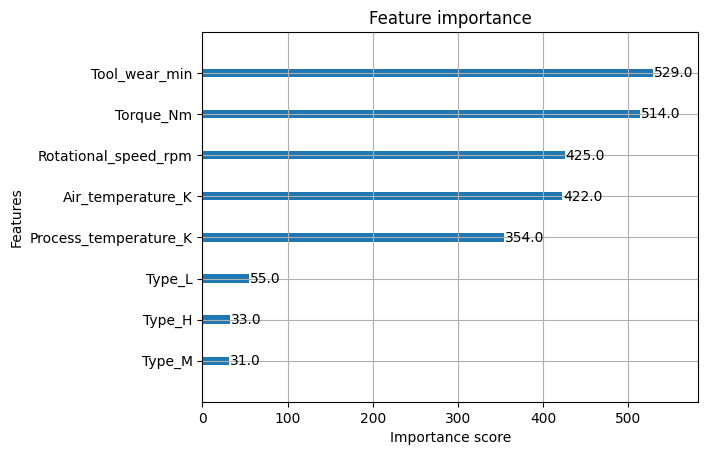 Feature importance
Features
Tool_wear_min 529.0
Torque_Nm 514.0
Rotational_speed_rpm 425.0
Air_temperature_K 422.0
Process_temperature_K 354.0
Type_L 55.0
Type_H 33.0
Type_M 31.0
0 100 200 300 400 500
Importance score